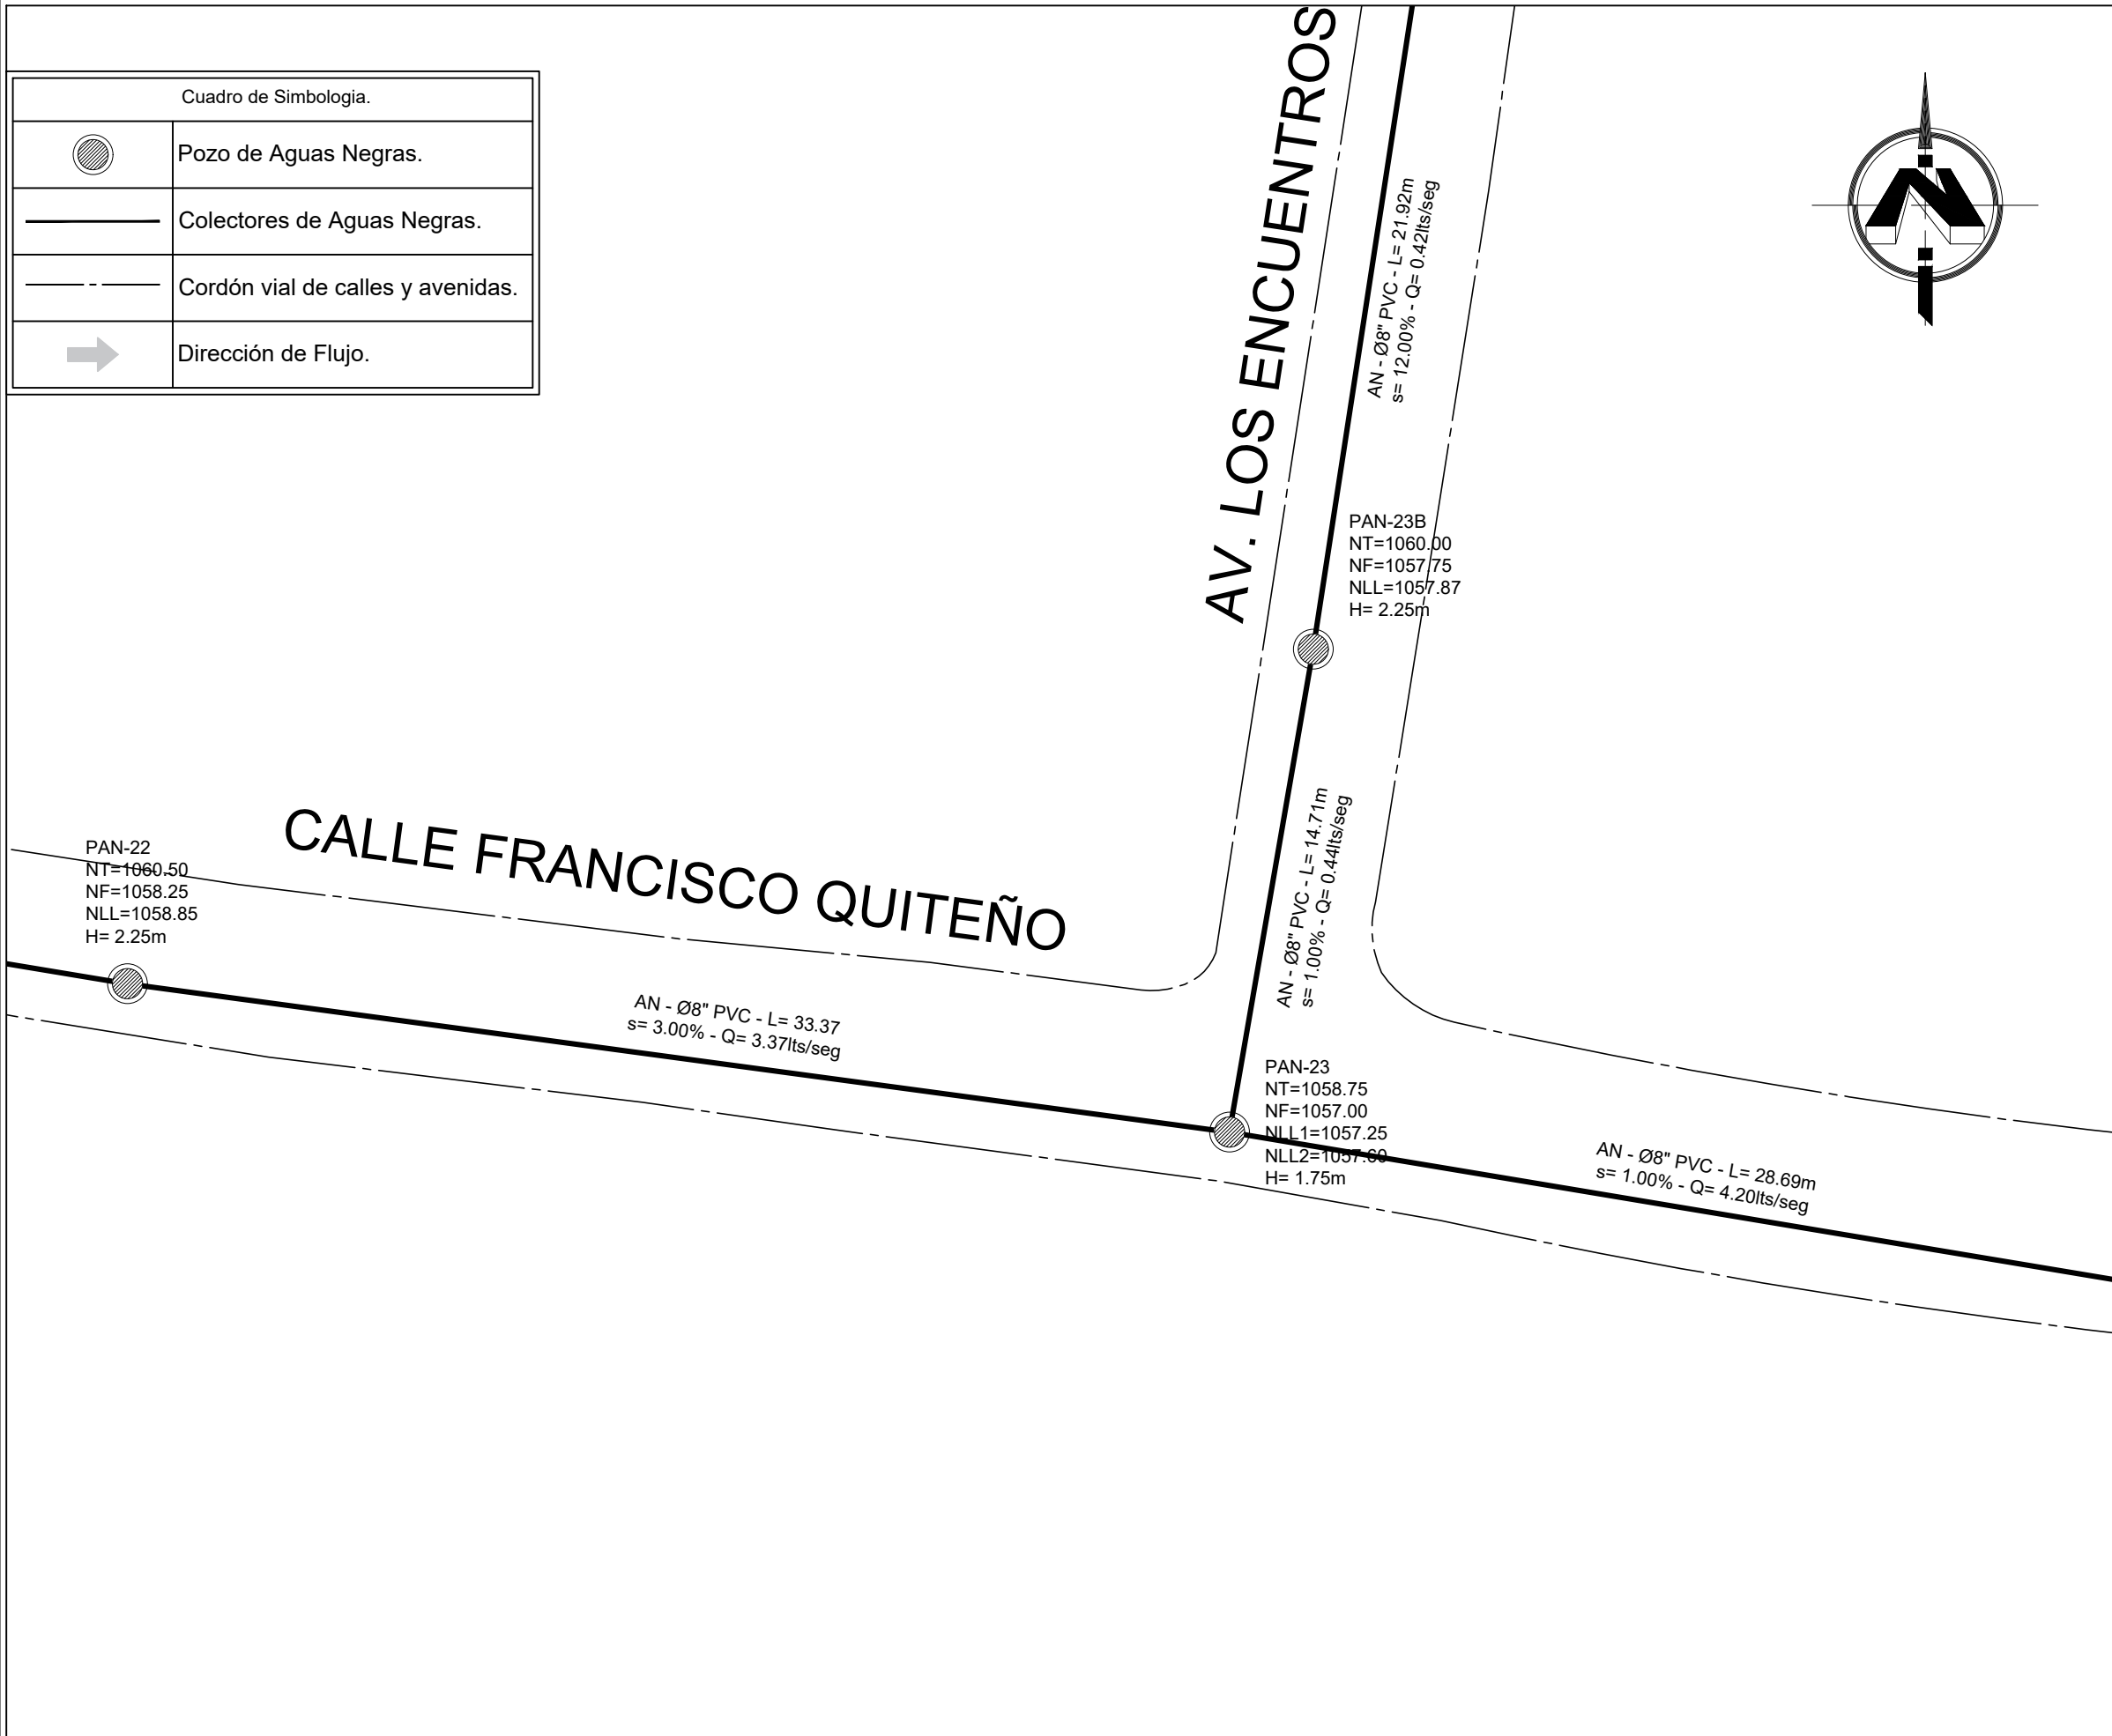 Cuadro de Simbologia.
Pozo de Aguas Negras.
Colectores de Aguas Negras.
Cordón vial de calles y avenidas.
Dirección de Flujo.
AV. LOS ENCUENTROS
AN - Ø8" PVC - L= 21.92m
s= 12.00% - Q= 0.42lts/seg
PAN-23B
NT=1060.00
NF=1057.75
NLL=1057.87
H= 2.25m
AN - Ø8" PVC - L= 14.71m
s= 1.00% - Q= 0.44lts/seg
CALLE FRANCISCO QUITEÑO
PAN-22
NT=1060.50
NF=1058.25
NLL=1058.85
H= 2.25m
AN - Ø8" PVC - L= 33.37
s= 3.00% - Q= 3.37lts/seg
PAN-23
NT=1058.75
NF=1057.00
NLL1=1057.25
NLL2=1057.60
H= 1.75m
AN - Ø8" PVC - L= 28.69m
s= 1.00% - Q= 4.20lts/seg
N